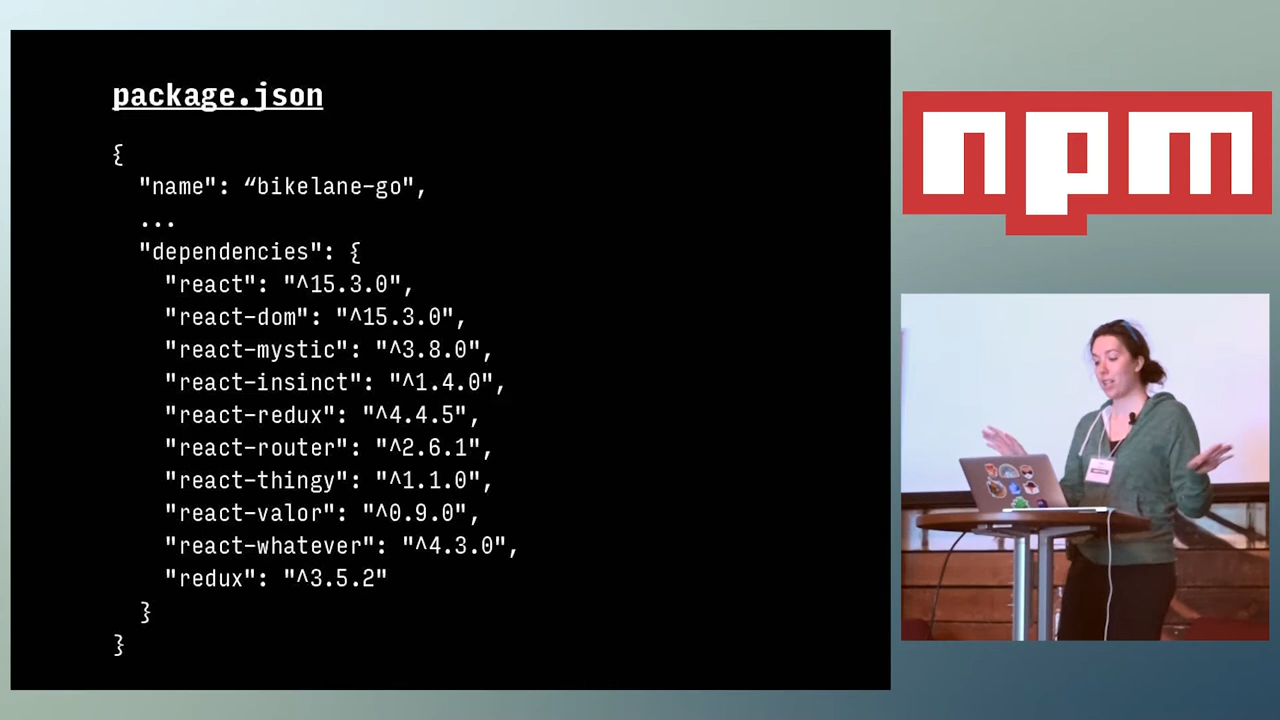 package.json
{
"name": “bikelane-go",
...
"dependencies": {
"react": "^15.3.0",
"react-dom": "^15.3.0",
"react-mystic": "^3.8.0",
"react-insinct": "^1.4.0",
"react-redux": "^4.4.5",
"react-router": "^2.6.1",
"react-thingy": "^1.1.0",
"react-valor": "^0.9.0",
"react-whatever": "^4.3.0",
"redux": "^3.5.2"
}
}
npm